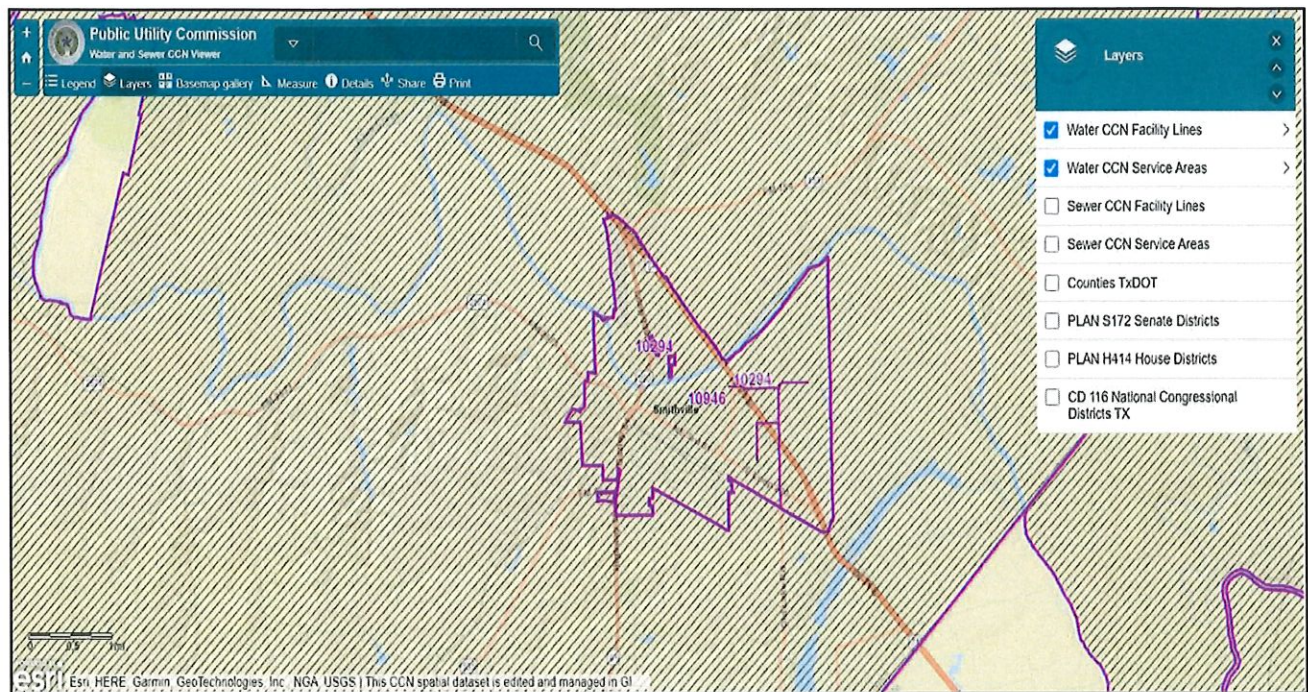 Public Utility Commission
Water and Sewer CCN Viewer
Legend Layers Basemap gallery Measure Details Share Print
Layers
Water CCN Facility Lines
Water CCN Service Areas
Sewer CCN Facility Lines
Sewer CCN Service Areas
Counties TxDOT
PLAN S172 Senate Districts
PLAN H414 House Districts
CD 116 National Congressional
Districts TX
10294
10294
10946
Smithville
0 0.5 1mi
esri
Esri, HERE, Garmin, GeoTechnologies, Inc., NGA, USGS | This CCN spatial dataset is edited and managed in GI...